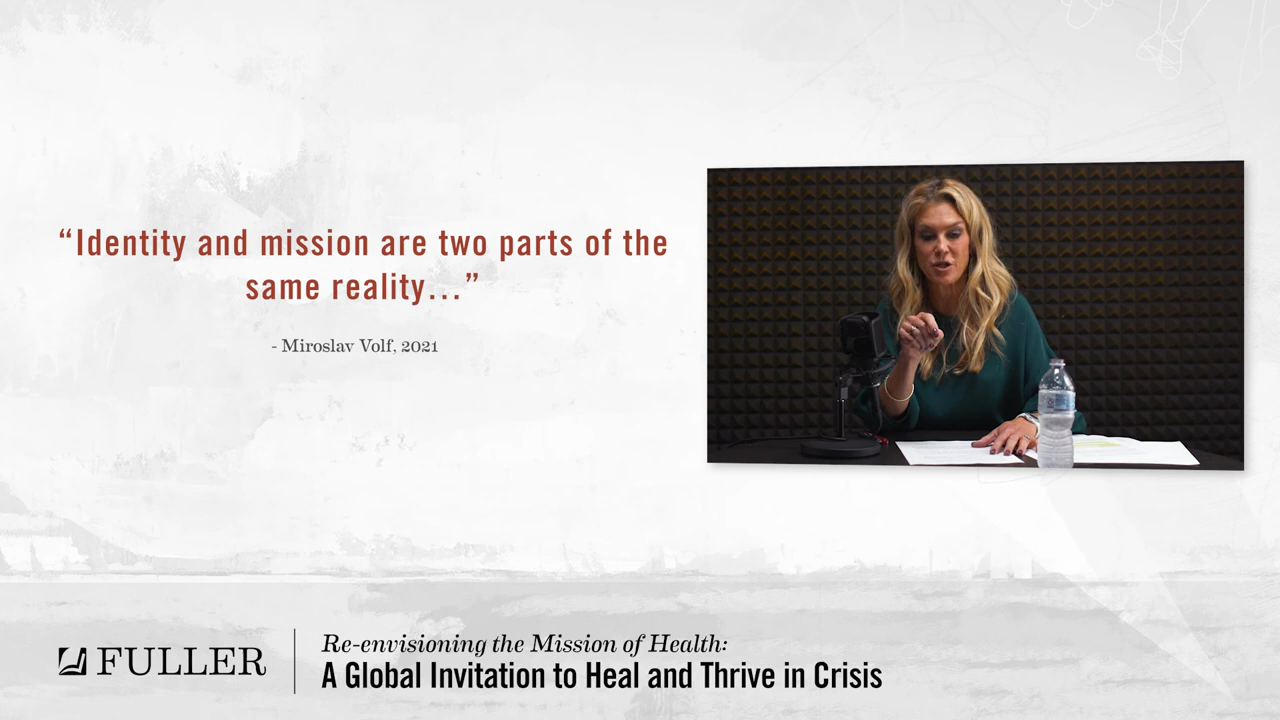 “Identity and mission are two parts of the
same reality…”
- Miroslav Volf, 2021
FULLER
Re-envisioning the Mission of Health:
A Global Invitation to Heal and Thrive in Crisis